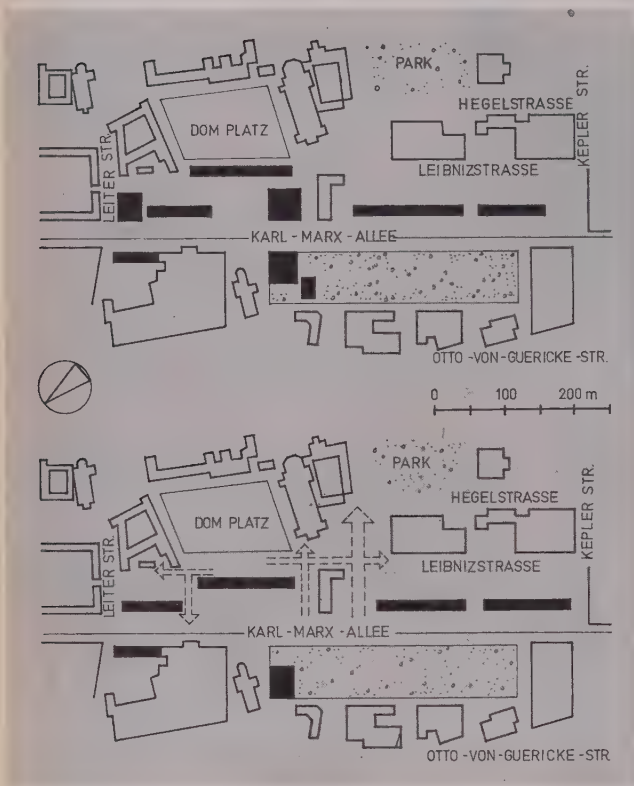 PARK
HEGELSTRASSE
DOM PLATZ
KEPLER STR.
LEITER STR.
LEIBNIZSTRASSE
KARL-MARX-ALLEE
OTTO-VON-GUERICKE-STR.
0 100 200 m
PARK
HEGELSTRASSE
KEPLER STR.
DOM PLATZ
LEITER STR.
LEIBNIZSTRASSE
KARL-MARX-ALLEE
OTTO-VON-GUERICKE-STR